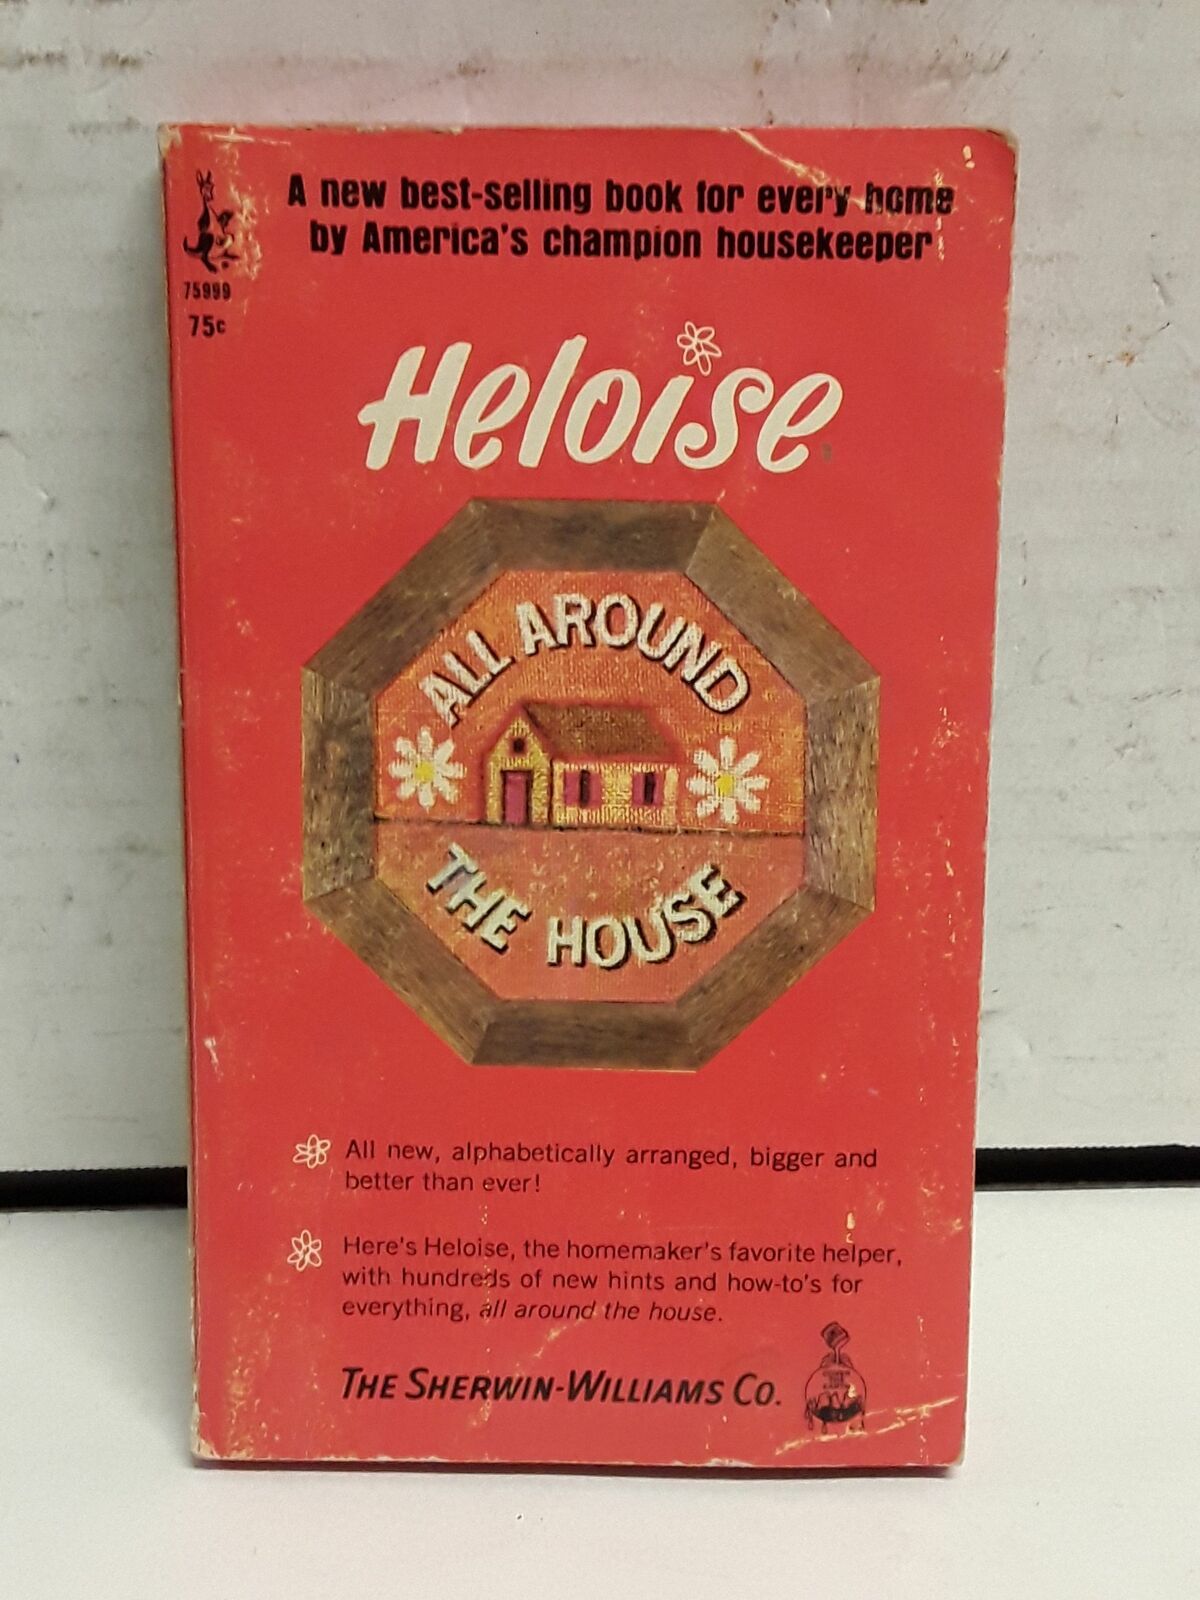 A new best-selling book for every home
by America's champion housekeeper
75999
75c
Heloise
ALL AROUND
THE HOUSE
All new, alphabetically arranged, bigger and
better than ever!
Here's Heloise, the homemaker's favorite helper,
with hundreds of new hints and how-to's for
everything, all around the house.
THE SHERWIN-WILLIAMS CO.